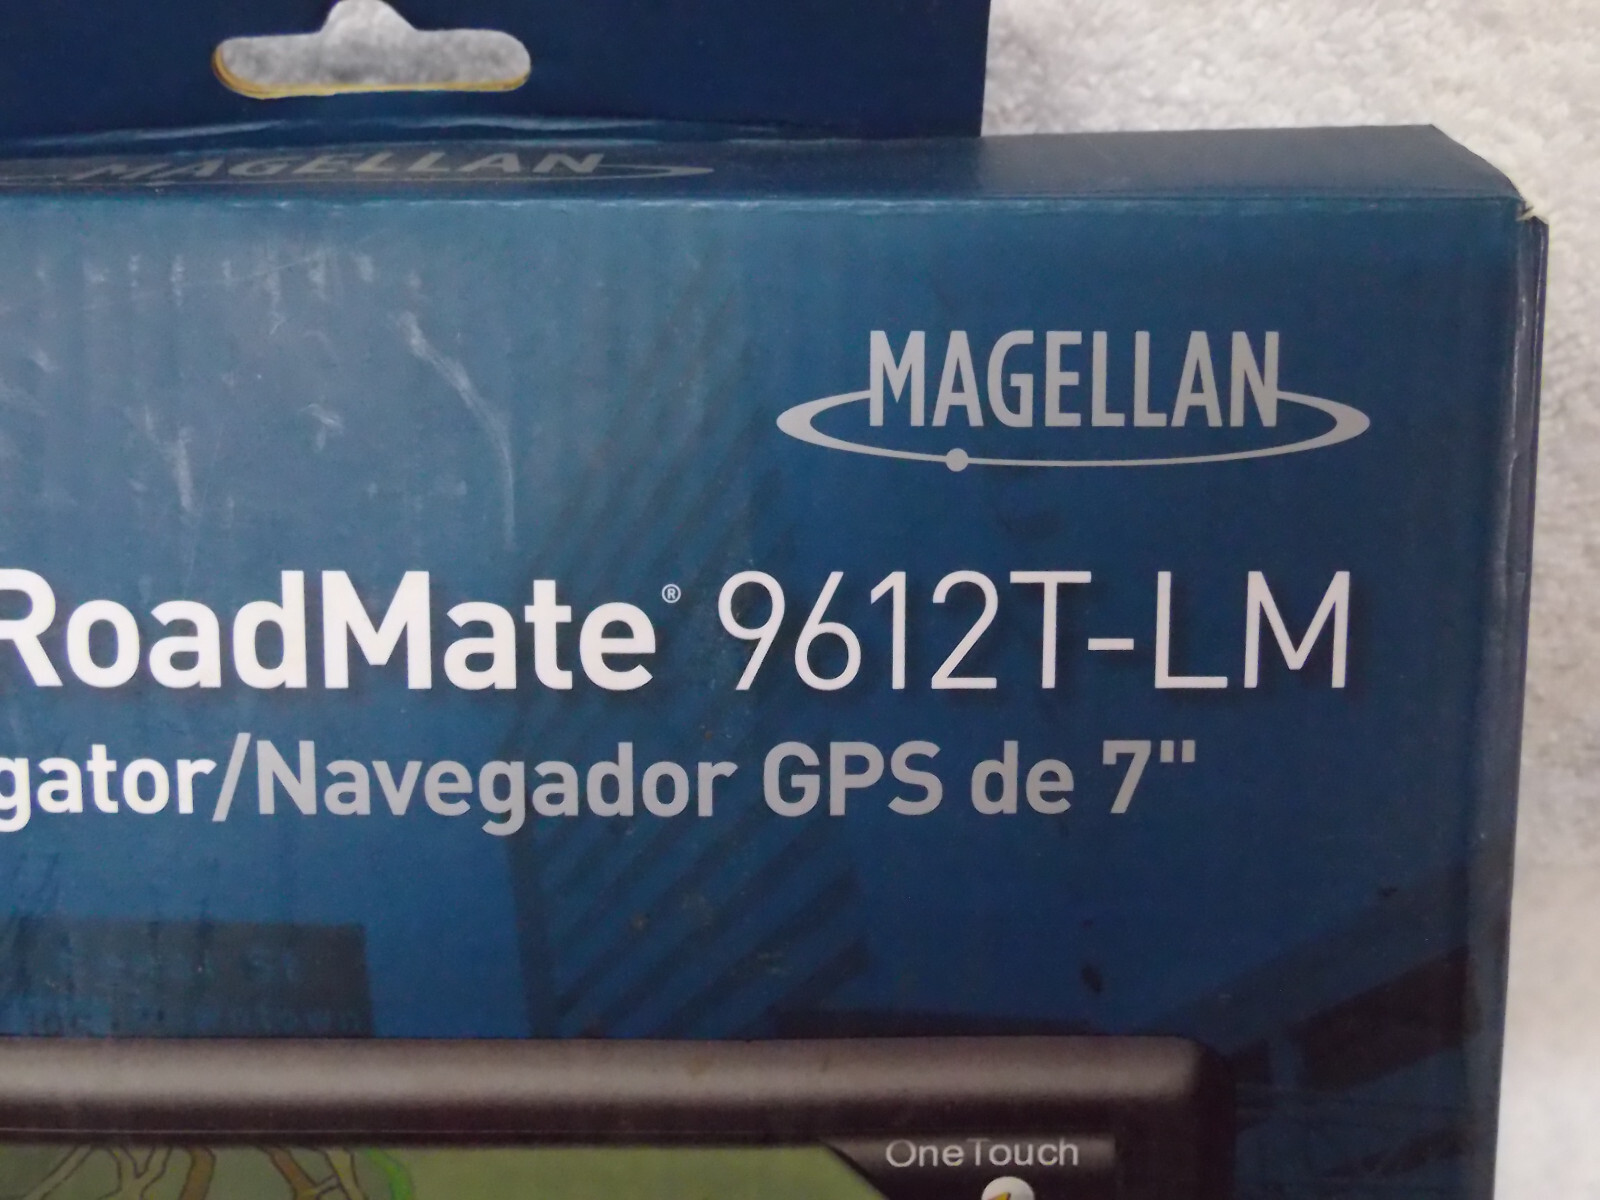 MAGELLAN
MAGELLAN
RoadMate® 9612T-LM
gator/Navegador GPS de 7"
OneTouch